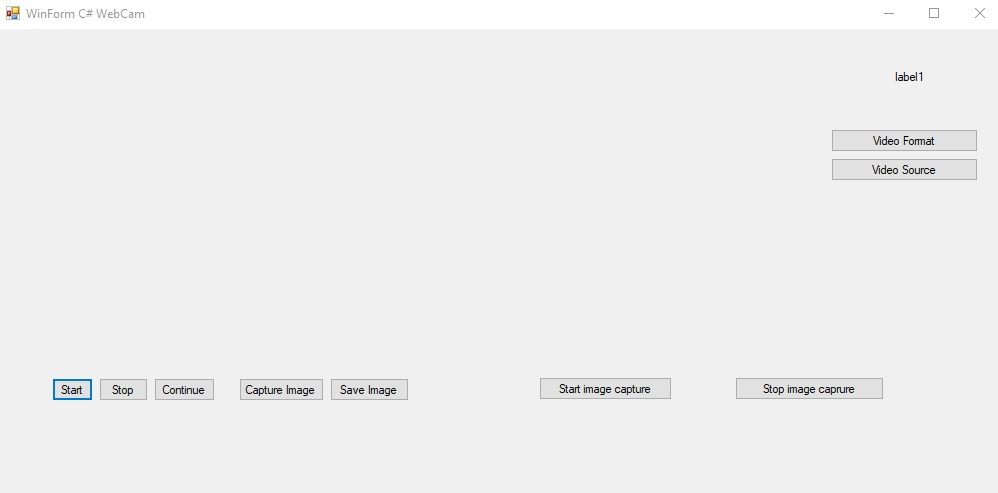 WinForm C# WebCam
label1
Video Format
Video Source
Start Stop Continue Capture Image Save Image Start image capture Stop image caprure